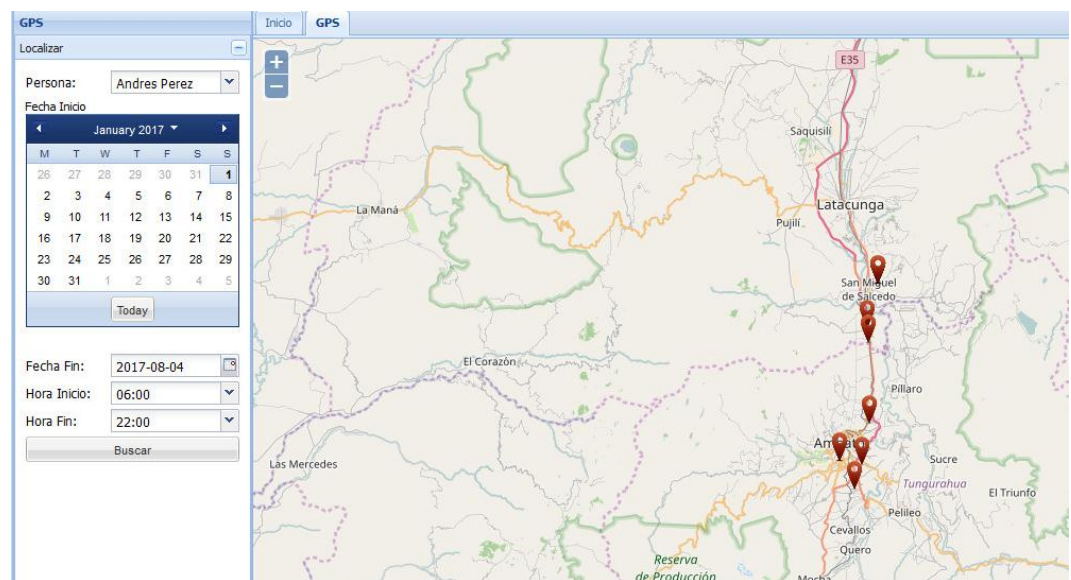 GPS
Localizar
Persona: Andres Perez
Fecha Inicio
January 2017
M T W T F S S
26 27 28 29 30 31 1
2 3 4 5 6 7 8
9 10 11 12 13 14 15
16 17 18 19 20 21 22
23 24 25 26 27 28 29
30 31 1 2 3 4 5
Today
Fecha Fin: 2017-08-04
Hora Inicio: 06:00
Hora Fin: 22:00
Buscar
Inicio GPS
+
−
E35
Saquisilí
La Maná
Latacunga
Pujilí
San Miguel
de Salcedo
El Corazón
Píllaro
Las Mercedes
Sucre
Tungurahua
El Triunfo
Pelileo
Cevallos
Quero
Reserva
de Producción
Mocha